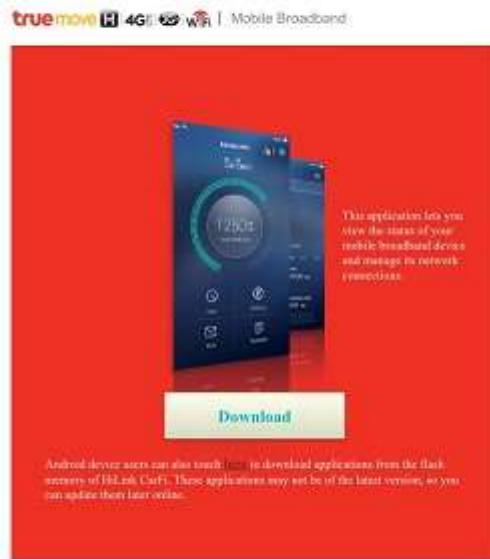 truemove H 4G WiFi | Mobile Broadband
This application lets you
view the status of your
mobile broadband device
and manage its network
connections.
Download
Android device users can also touch here to download applications from the flash
memory of HiLink CarFi. These applications may not be of the latest version, so you
can update them later online.